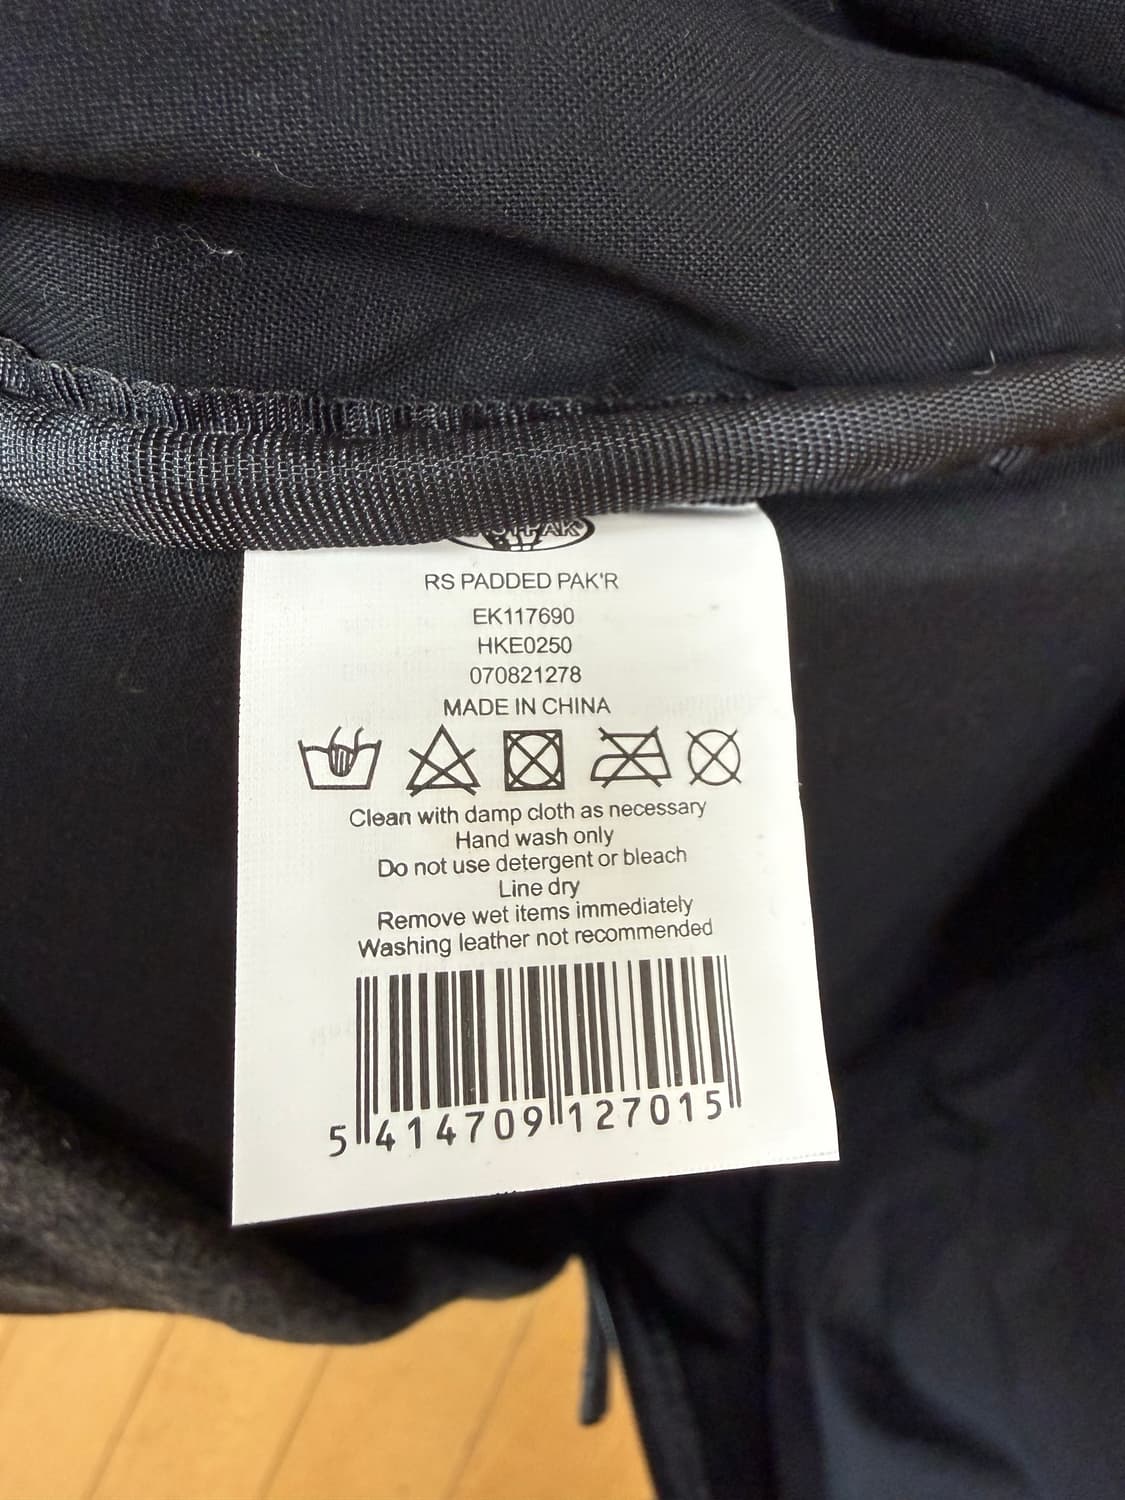 RS PADDED PAK'R
EK117690
HKE0250
070821278
MADE IN CHINA
Clean with damp cloth as necessary
Hand wash only
Do not use detergent or bleach
Line dry
Remove wet items immediately
Washing leather not recommended
5 414709 127015